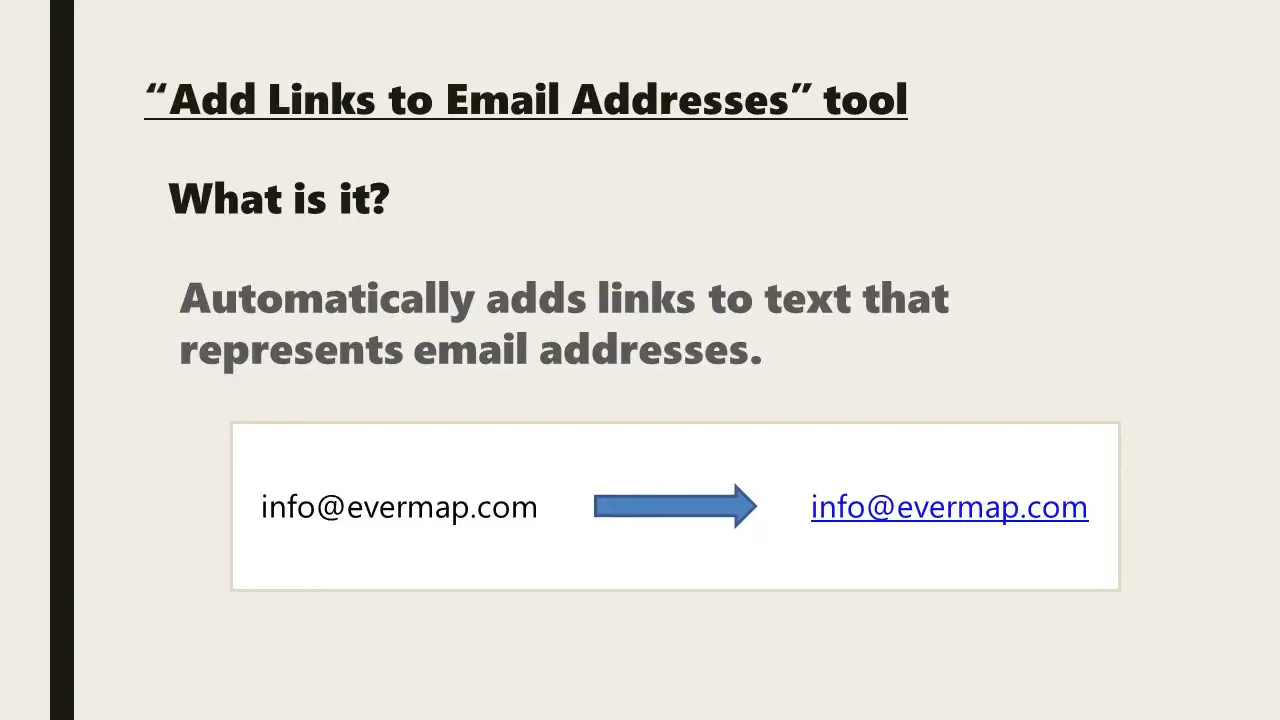 “Add Links to Email Addresses” tool
What is it?
Automatically adds links to text that
represents email addresses.
info@evermap.com info@evermap.com